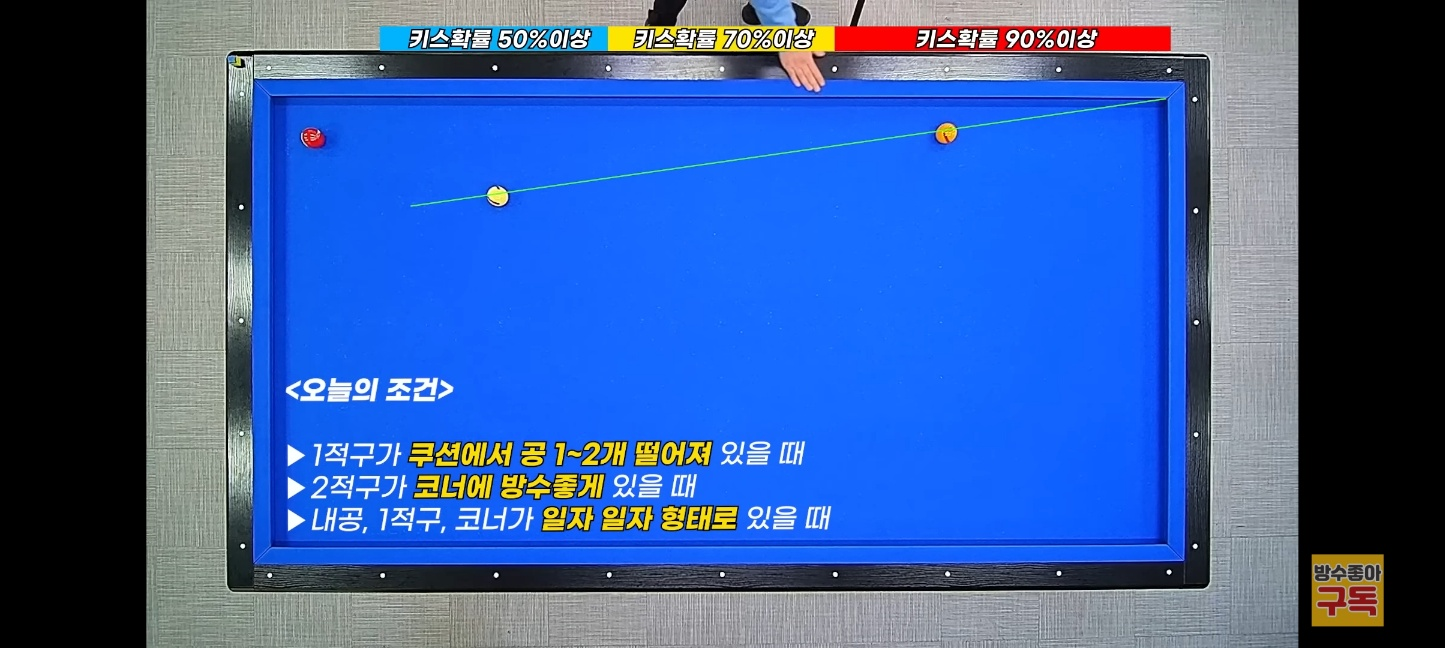 키스확률 50%이상 키스확률 70%이상 키스확률 90%이상
<오늘의 조건>
▶1적구가 쿠션에서 공 1~2개 떨어져 있을 때
▶2적구가 코너에 방수좋게 있을 때
▶내공, 1적구, 코너가 일자 일자 형태로 있을 때
방수좋아
구독